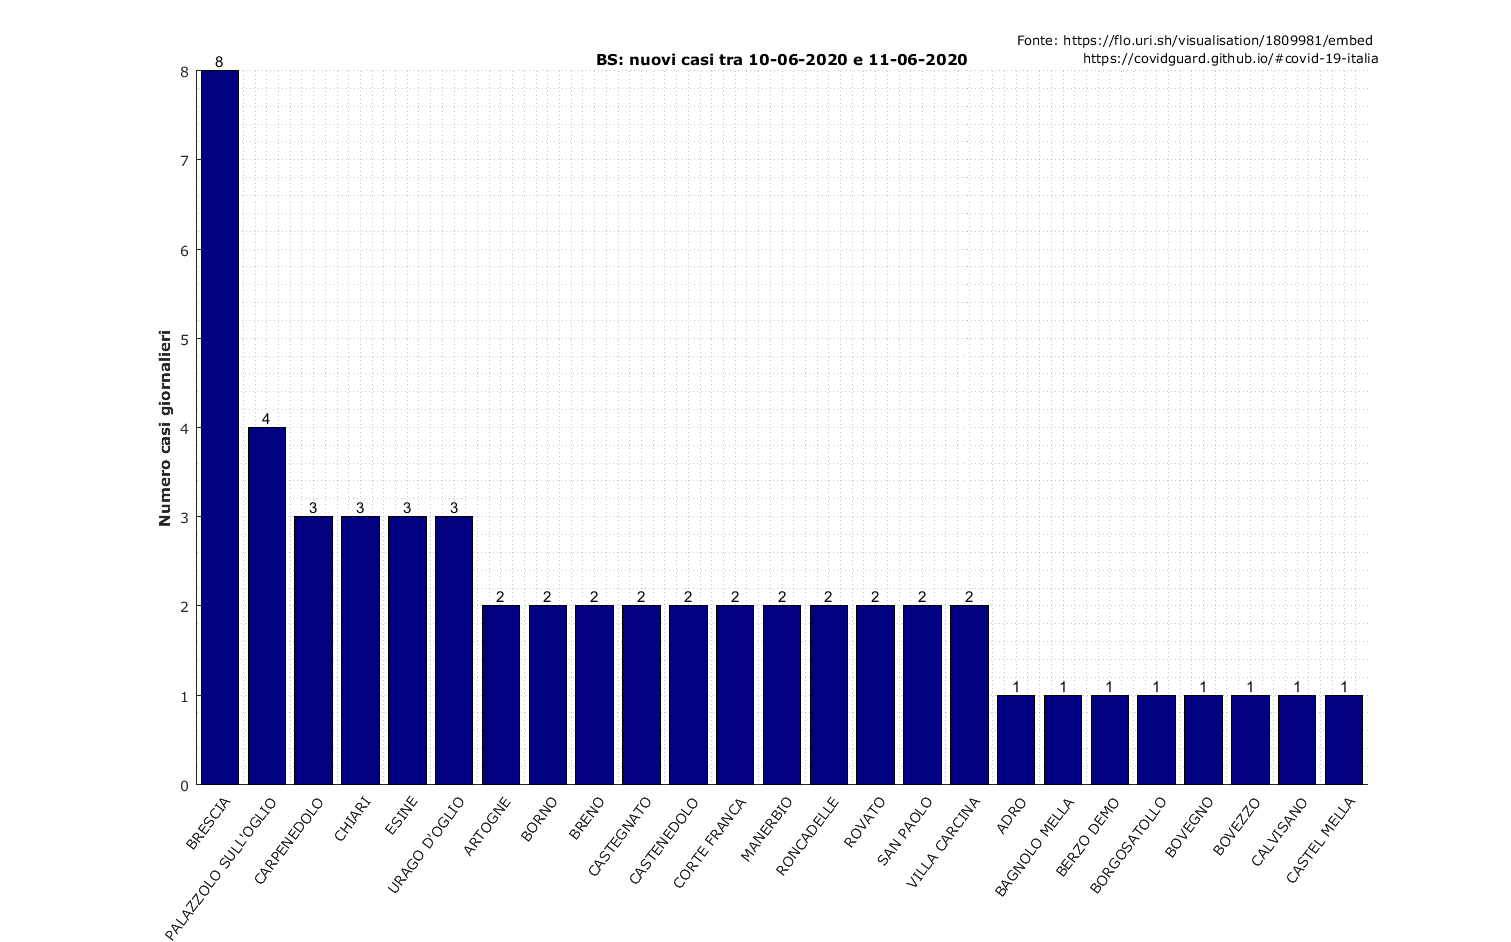 Fonte: https://flo.uri.sh/visualisation/1809981/embed
https://covidguard.github.io/#covid-19-italia
BS: nuovi casi tra 10-06-2020 e 11-06-2020
Numero casi giornalieri
8
7
6
5
4
3
2
1
0
8
4
3
3
3
3
2
2
2
2
2
2
2
2
2
2
2
1
1
1
1
1
1
1
1
BRESCIA
PALAZZOLO SULL'OGLIO
CARPENEDOLO
CHIARI
ESINE
URAGO D'OGLIO
ARTOGNE
BORNO
BRENO
CASTEGNATO
CASTENEDOLO
CORTE FRANCA
MANERBIO
RONCADELLE
ROVATO
SAN PAOLO
VILLA CARCINA
ADRO
BAGNOLO MELLA
BERZO DEMO
BORGOSATOLLO
BOVEGNO
BOVEZZO
CALVISANO
CASTEL MELLA